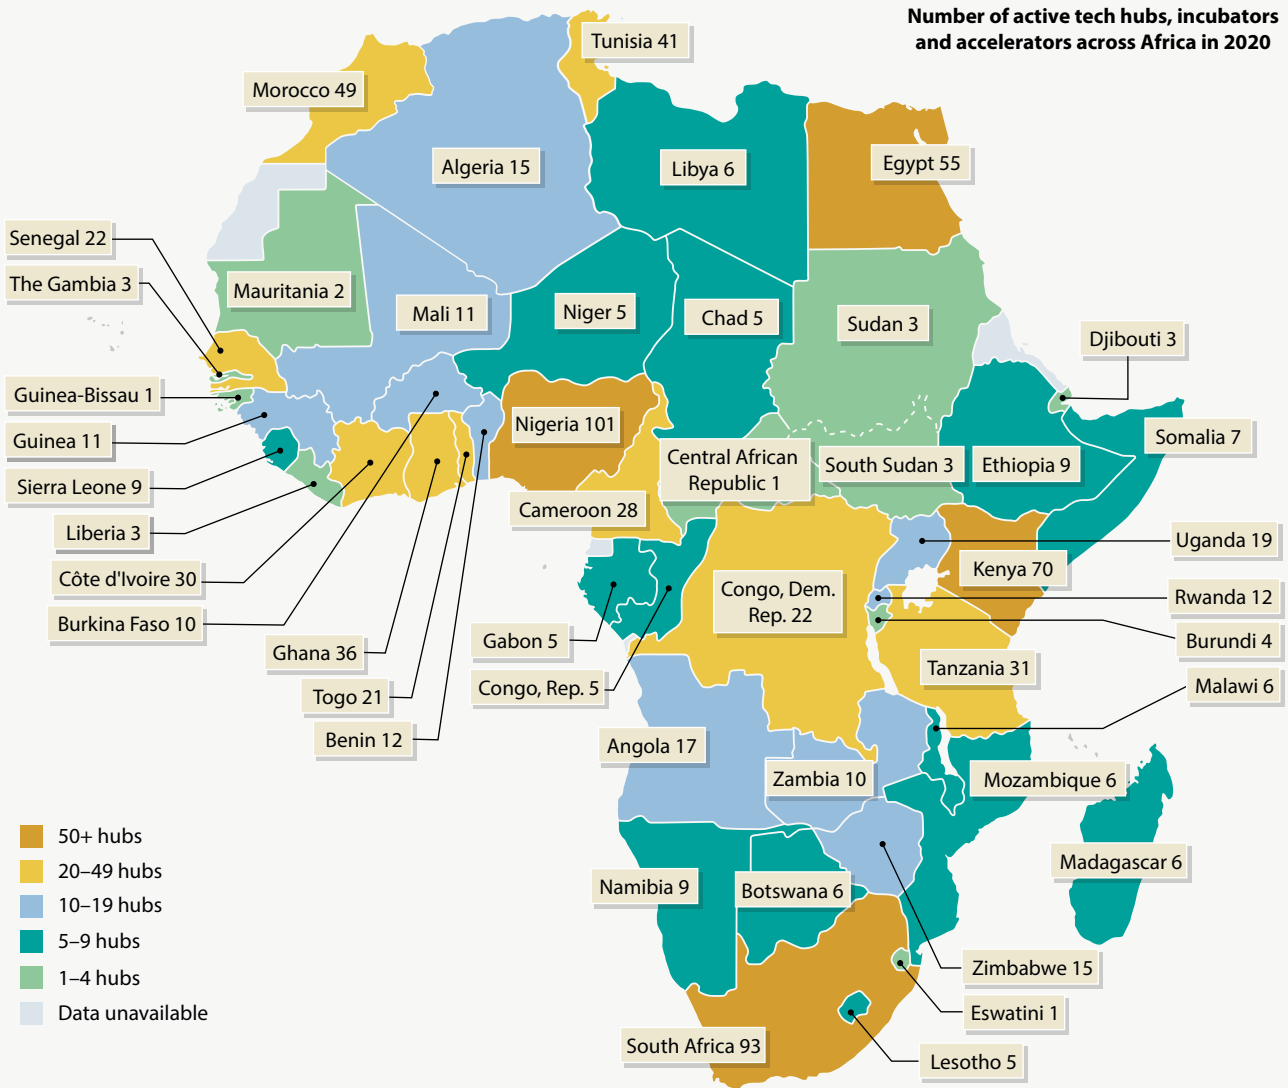 Number of active tech hubs, incubators
and accelerators across Africa in 2020
Tunisia 41
Morocco 49
Algeria 15
Libya 6
Egypt 55
Senegal 22
The Gambia 3
Mauritania 2
Mali 11
Niger 5
Chad 5
Sudan 3
Djibouti 3
Guinea-Bissau 1
Guinea 11
Nigeria 101
Somalia 7
Central African
Republic 1
South Sudan 3
Ethiopia 9
Sierra Leone 9
Cameroon 28
Liberia 3
Uganda 19
Kenya 70
Côte d'Ivoire 30
Congo, Dem.
Rep. 22
Rwanda 12
Burkina Faso 10
Gabon 5
Burundi 4
Ghana 36
Tanzania 31
Congo, Rep. 5
Malawi 6
Togo 21
Benin 12
Angola 17
Zambia 10
Mozambique 6
50+ hubs
20–49 hubs
10–19 hubs
5–9 hubs
1–4 hubs
Data unavailable
Madagascar 6
Namibia 9
Botswana 6
Zimbabwe 15
Eswatini 1
South Africa 93
Lesotho 5